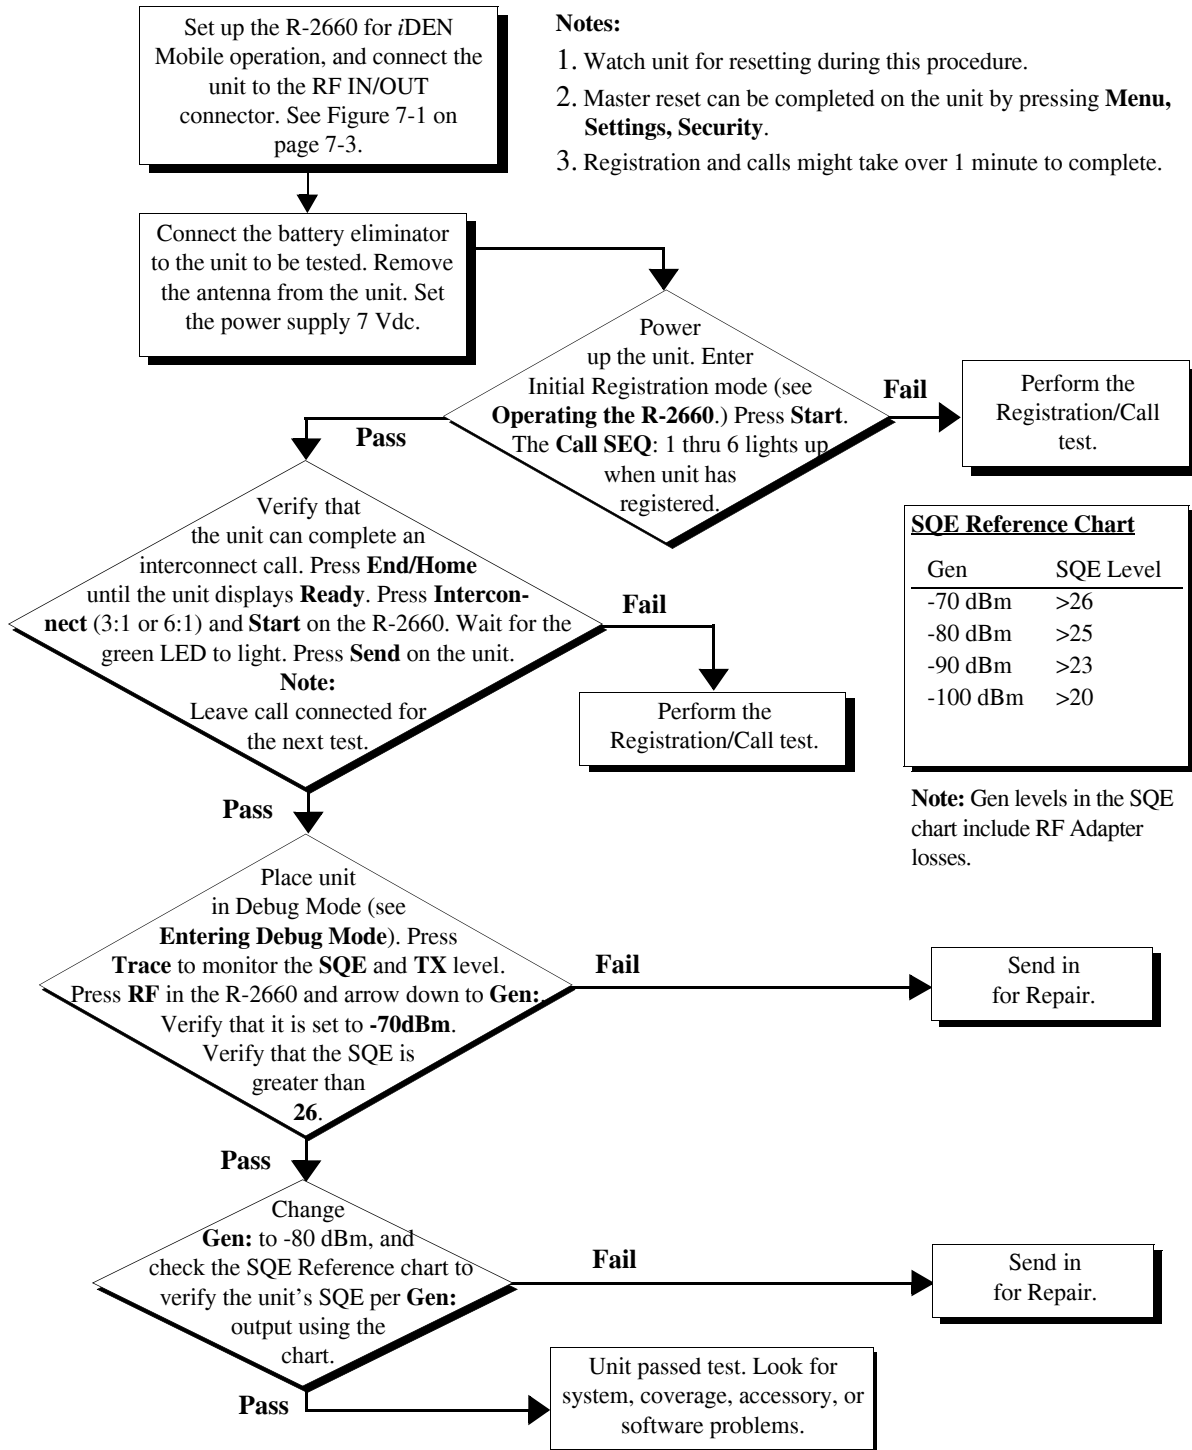 Set up the R-2660 for iDEN
Mobile operation, and connect the
unit to the RF IN/OUT
connector. See Figure 7-1 on
page 7-3.
Notes:
1. Watch unit for resetting during this procedure.
2. Master reset can be completed on the unit by pressing Menu,
Settings, Security.
3. Registration and calls might take over 1 minute to complete.
Connect the battery eliminator
to the unit to be tested. Remove
the antenna from the unit. Set
the power supply 7 Vdc.
Power
up the unit. Enter
Initial Registration mode (see
Operating the R-2660.) Press Start.
The Call SEQ: 1 thru 6 lights up
when unit has
registered.
Fail
Perform the
Registration/Call
test.
Pass
Verify that
the unit can complete an
interconnect call. Press End/Home
until the unit displays Ready. Press Intercon-
nect (3:1 or 6:1) and Start on the R-2660. Wait for the
green LED to light. Press Send on the unit.
Note:
Leave call connected for
the next test.
Fail
Perform the
Registration/Call test.
SQE Reference Chart
Gen SQE Level
-70 dBm >26
-80 dBm >25
-90 dBm >23
-100 dBm >20
Note: Gen levels in the SQE
chart include RF Adapter
losses.
Pass
Place unit
in Debug Mode (see
Entering Debug Mode). Press
Trace to monitor the SQE and TX level.
Press RF in the R-2660 and arrow down to Gen:.
Verify that it is set to -70dBm.
Verify that the SQE is
greater than
26.
Fail
Send in
for Repair.
Pass
Change
Gen: to -80 dBm, and
check the SQE Reference chart to
verify the unit's SQE per Gen:
output using the
chart.
Fail
Send in
for Repair.
Pass
Unit passed test. Look for
system, coverage, accessory, or
software problems.